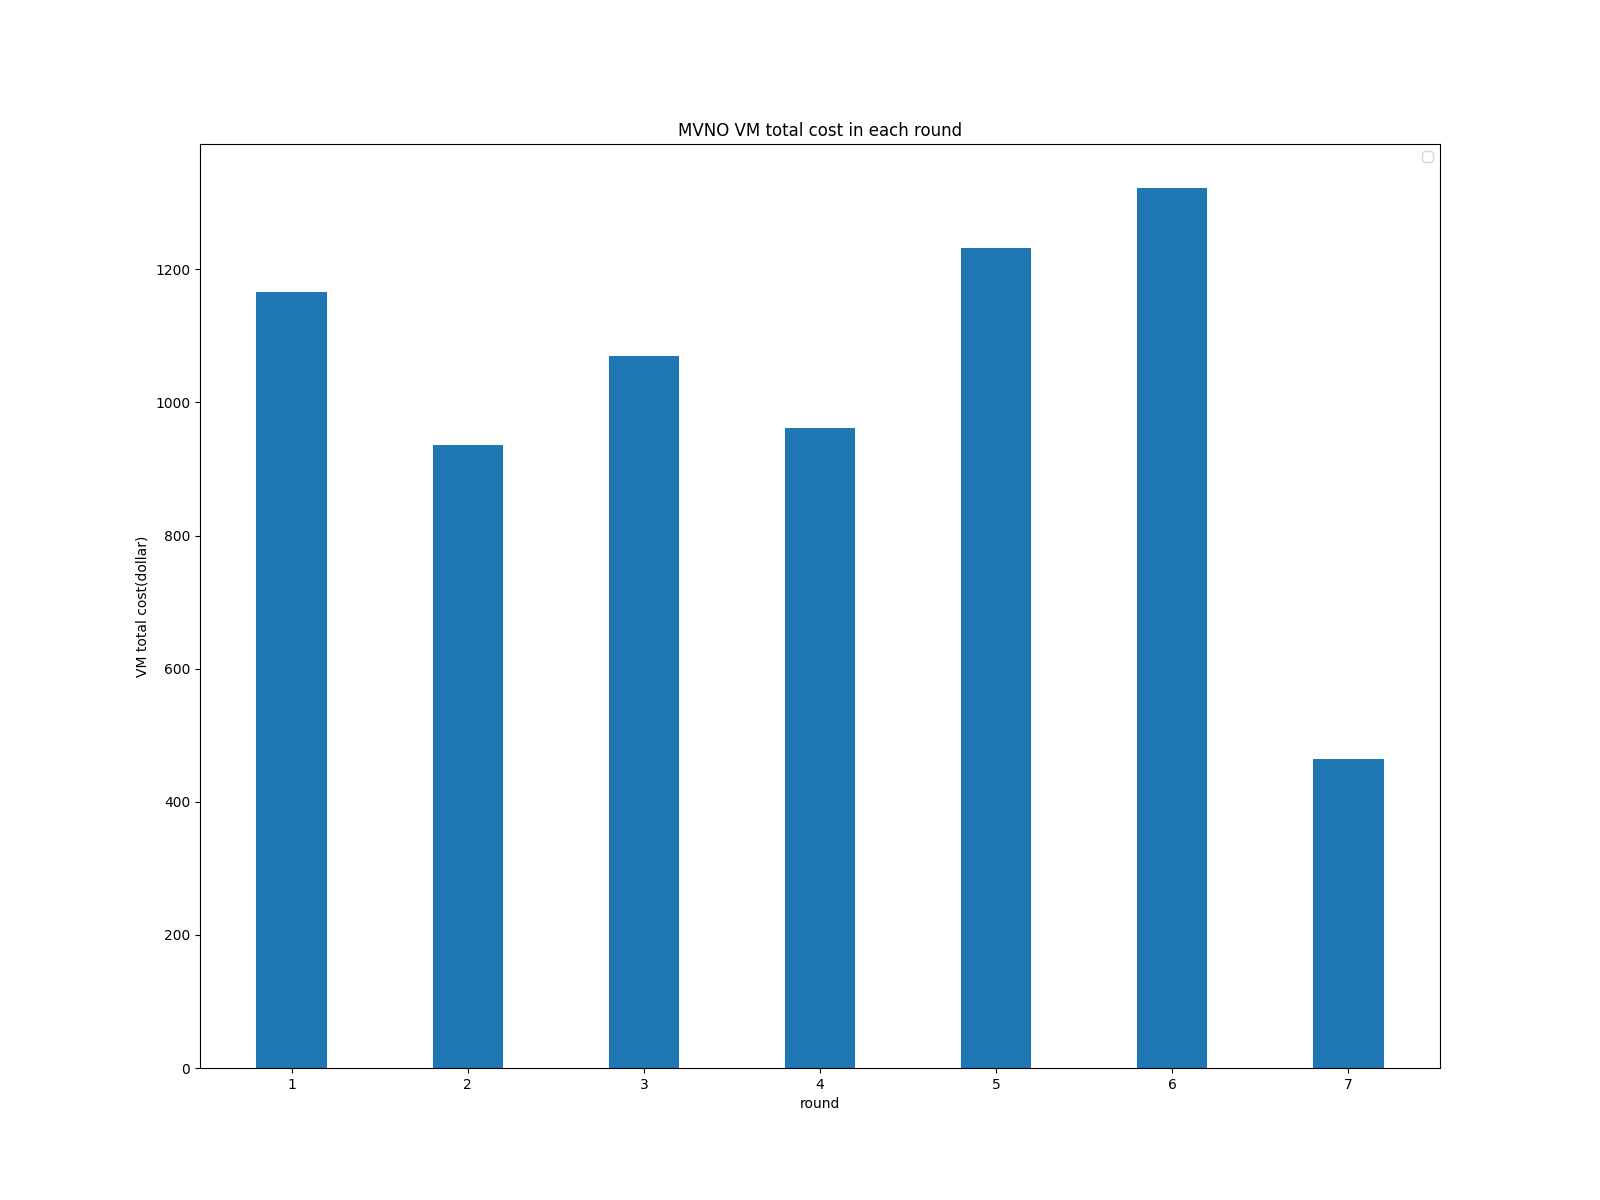 MVNO VM total cost in each round
VM total cost(dollar)
1200
1000
800
600
400
200
0
1 2 3 4 5 6 7
round